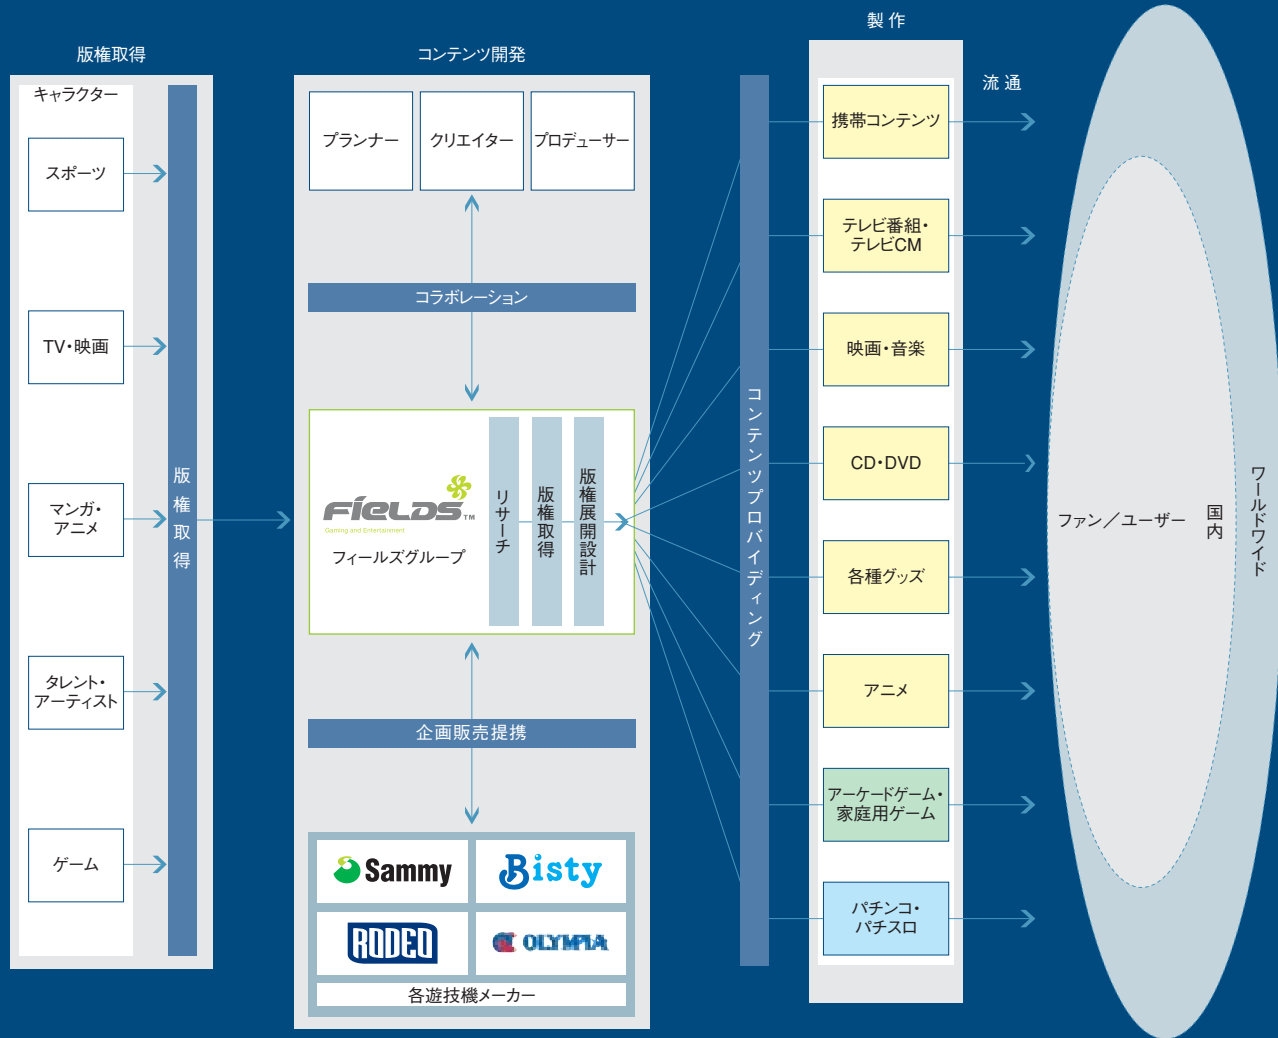 版権取得
キャラクター
スポーツ
TV・映画
マンガ・
アニメ
タレント・
アーティスト
ゲーム
版権取得
コンテンツ開発
プランナー
クリエイター
プロデューサー
コラボレーション
FIELDS™
Gaming and Entertainment
フィールズグループ
リサーチ
版権取得
版権展開設計
企画販売提携
Sammy
Bisty
RODEO
OLYMPIA
各遊技機メーカー
コンテンツプロバイディング
製作
携帯コンテンツ
テレビ番組・
テレビCM
映画・音楽
CD・DVD
各種グッズ
アニメ
アーケードゲーム・
家庭用ゲーム
パチンコ・
パチスロ
流通
ファン／ユーザー
国内
ワールドワイド